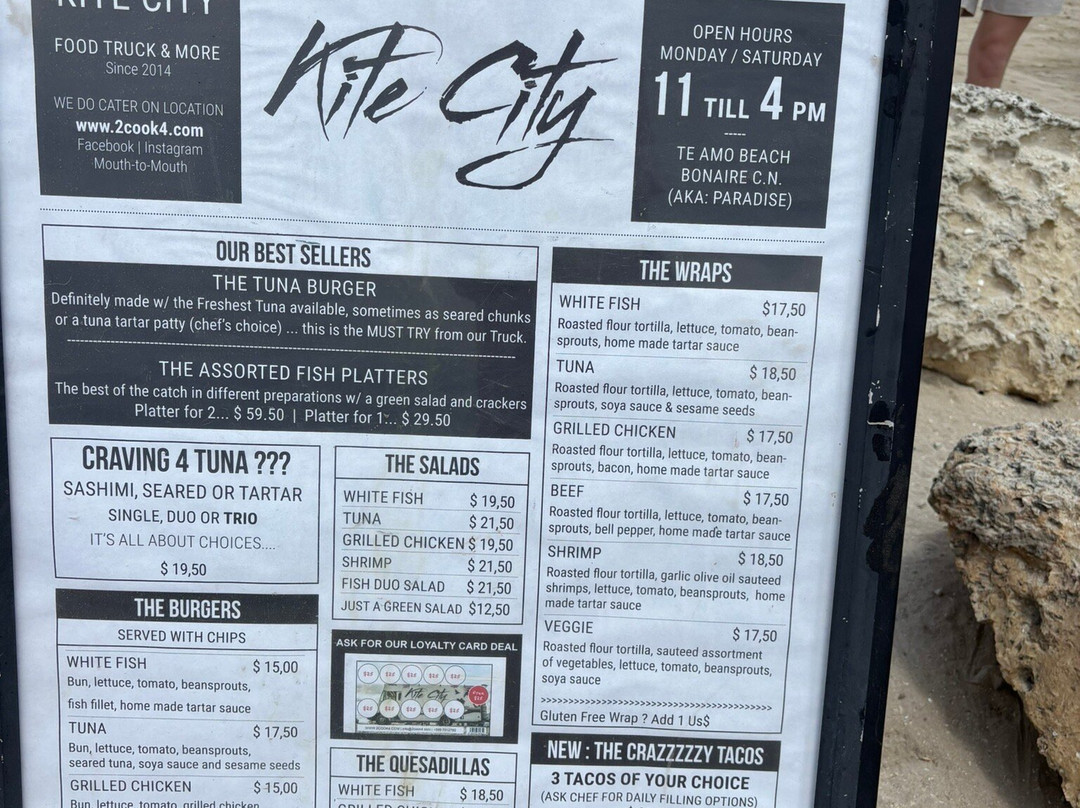 KITE CITY
FOOD TRUCK & MORE
Since 2014
WE DO CATER ON LOCATION
www.2cook4.com
Facebook | Instagram
Mouth-to-Mouth
Kite City
OPEN HOURS
MONDAY / SATURDAY
11 TILL 4 PM
-----
TE AMO BEACH
BONAIRE C.N.
(AKA: PARADISE)
OUR BEST SELLERS
THE TUNA BURGER
Definitely made w/ the Freshest Tuna available, sometimes as seared chunks
or a tuna tartar patty (chef's choice) ... this is the MUST TRY from our Truck.
THE ASSORTED FISH PLATTERS
The best of the catch in different preparations w/ a green salad and crackers
Platter for 2... $ 59.50 | Platter for 1... $ 29.50
CRAVING 4 TUNA ???
SASHIMI, SEARED OR TARTAR
SINGLE, DUO OR TRIO
IT'S ALL ABOUT CHOICES....
$ 19,50
THE BURGERS
SERVED WITH CHIPS
WHITE FISH $ 15,00
Bun, lettuce, tomato, beansprouts,
fish fillet, home made tartar sauce
TUNA $ 17,50
Bun, lettuce, tomato, beansprouts,
seared tuna, soya sauce and sesame seeds
GRILLED CHICKEN $ 15,00
Bun, lettuce, tomato, grilled chicken
THE SALADS
WHITE FISH $ 19,50
TUNA $ 21,50
GRILLED CHICKEN $ 19,50
SHRIMP $ 21,50
FISH DUO SALAD $ 21,50
JUST A GREEN SALAD $12,50
ASK FOR OUR LOYALTY CARD DEAL
Kite City
THE QUESADILLAS
WHITE FISH $ 18,50
GRILLED
THE WRAPS
WHITE FISH $17,50
Roasted flour tortilla, lettuce, tomato, bean-
sprouts, home made tartar sauce
TUNA $ 18,50
Roasted flour tortilla, lettuce, tomato, bean-
sprouts, soya sauce & sesame seeds
GRILLED CHICKEN $ 17,50
Roasted flour tortilla, lettuce, tomato, bean-
sprouts, bacon, home made tartar sauce
BEEF $ 17,50
Roasted flour tortilla, lettuce, tomato, bean-
sprouts, bell pepper, home made tartar sauce
SHRIMP $ 18,50
Roasted flour tortilla, garlic olive oil sauteed
shrimps, lettuce, tomato, beansprouts, home
made tartar sauce
VEGGIE $ 17,50
Roasted flour tortilla, sauteed assortment
of vegetables, lettuce, tomato, beansprouts,
soya sauce
Gluten Free Wrap ? Add 1 Us$
NEW : THE CRAZZZZZY TACOS
3 TACOS OF YOUR CHOICE
(ASK CHEF FOR DAILY FILLING OPTIONS)